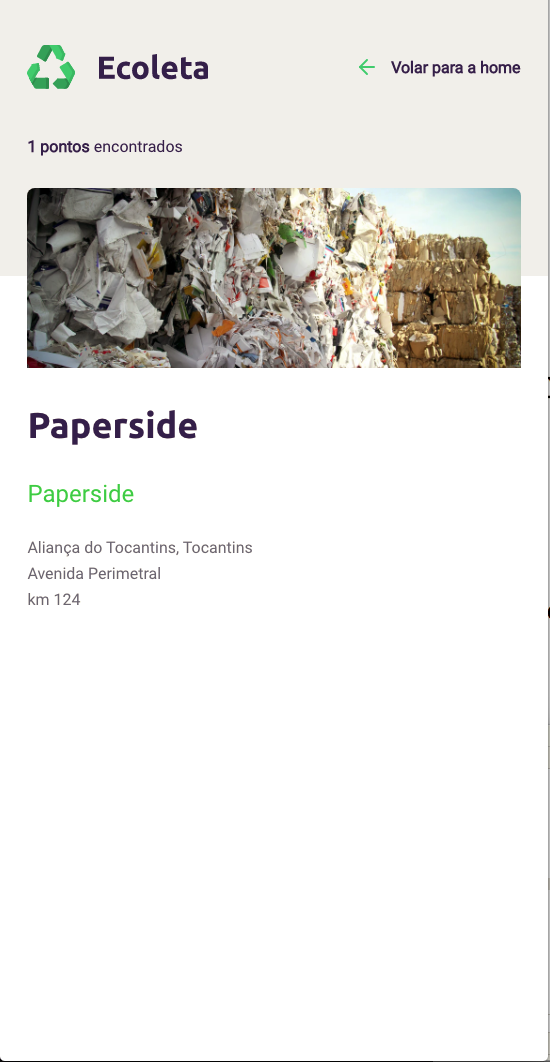 Ecoleta
Volar para a home
1 pontos encontrados
Paperside
Paperside
Aliança do Tocantins, Tocantins
Avenida Perimetral
km 124